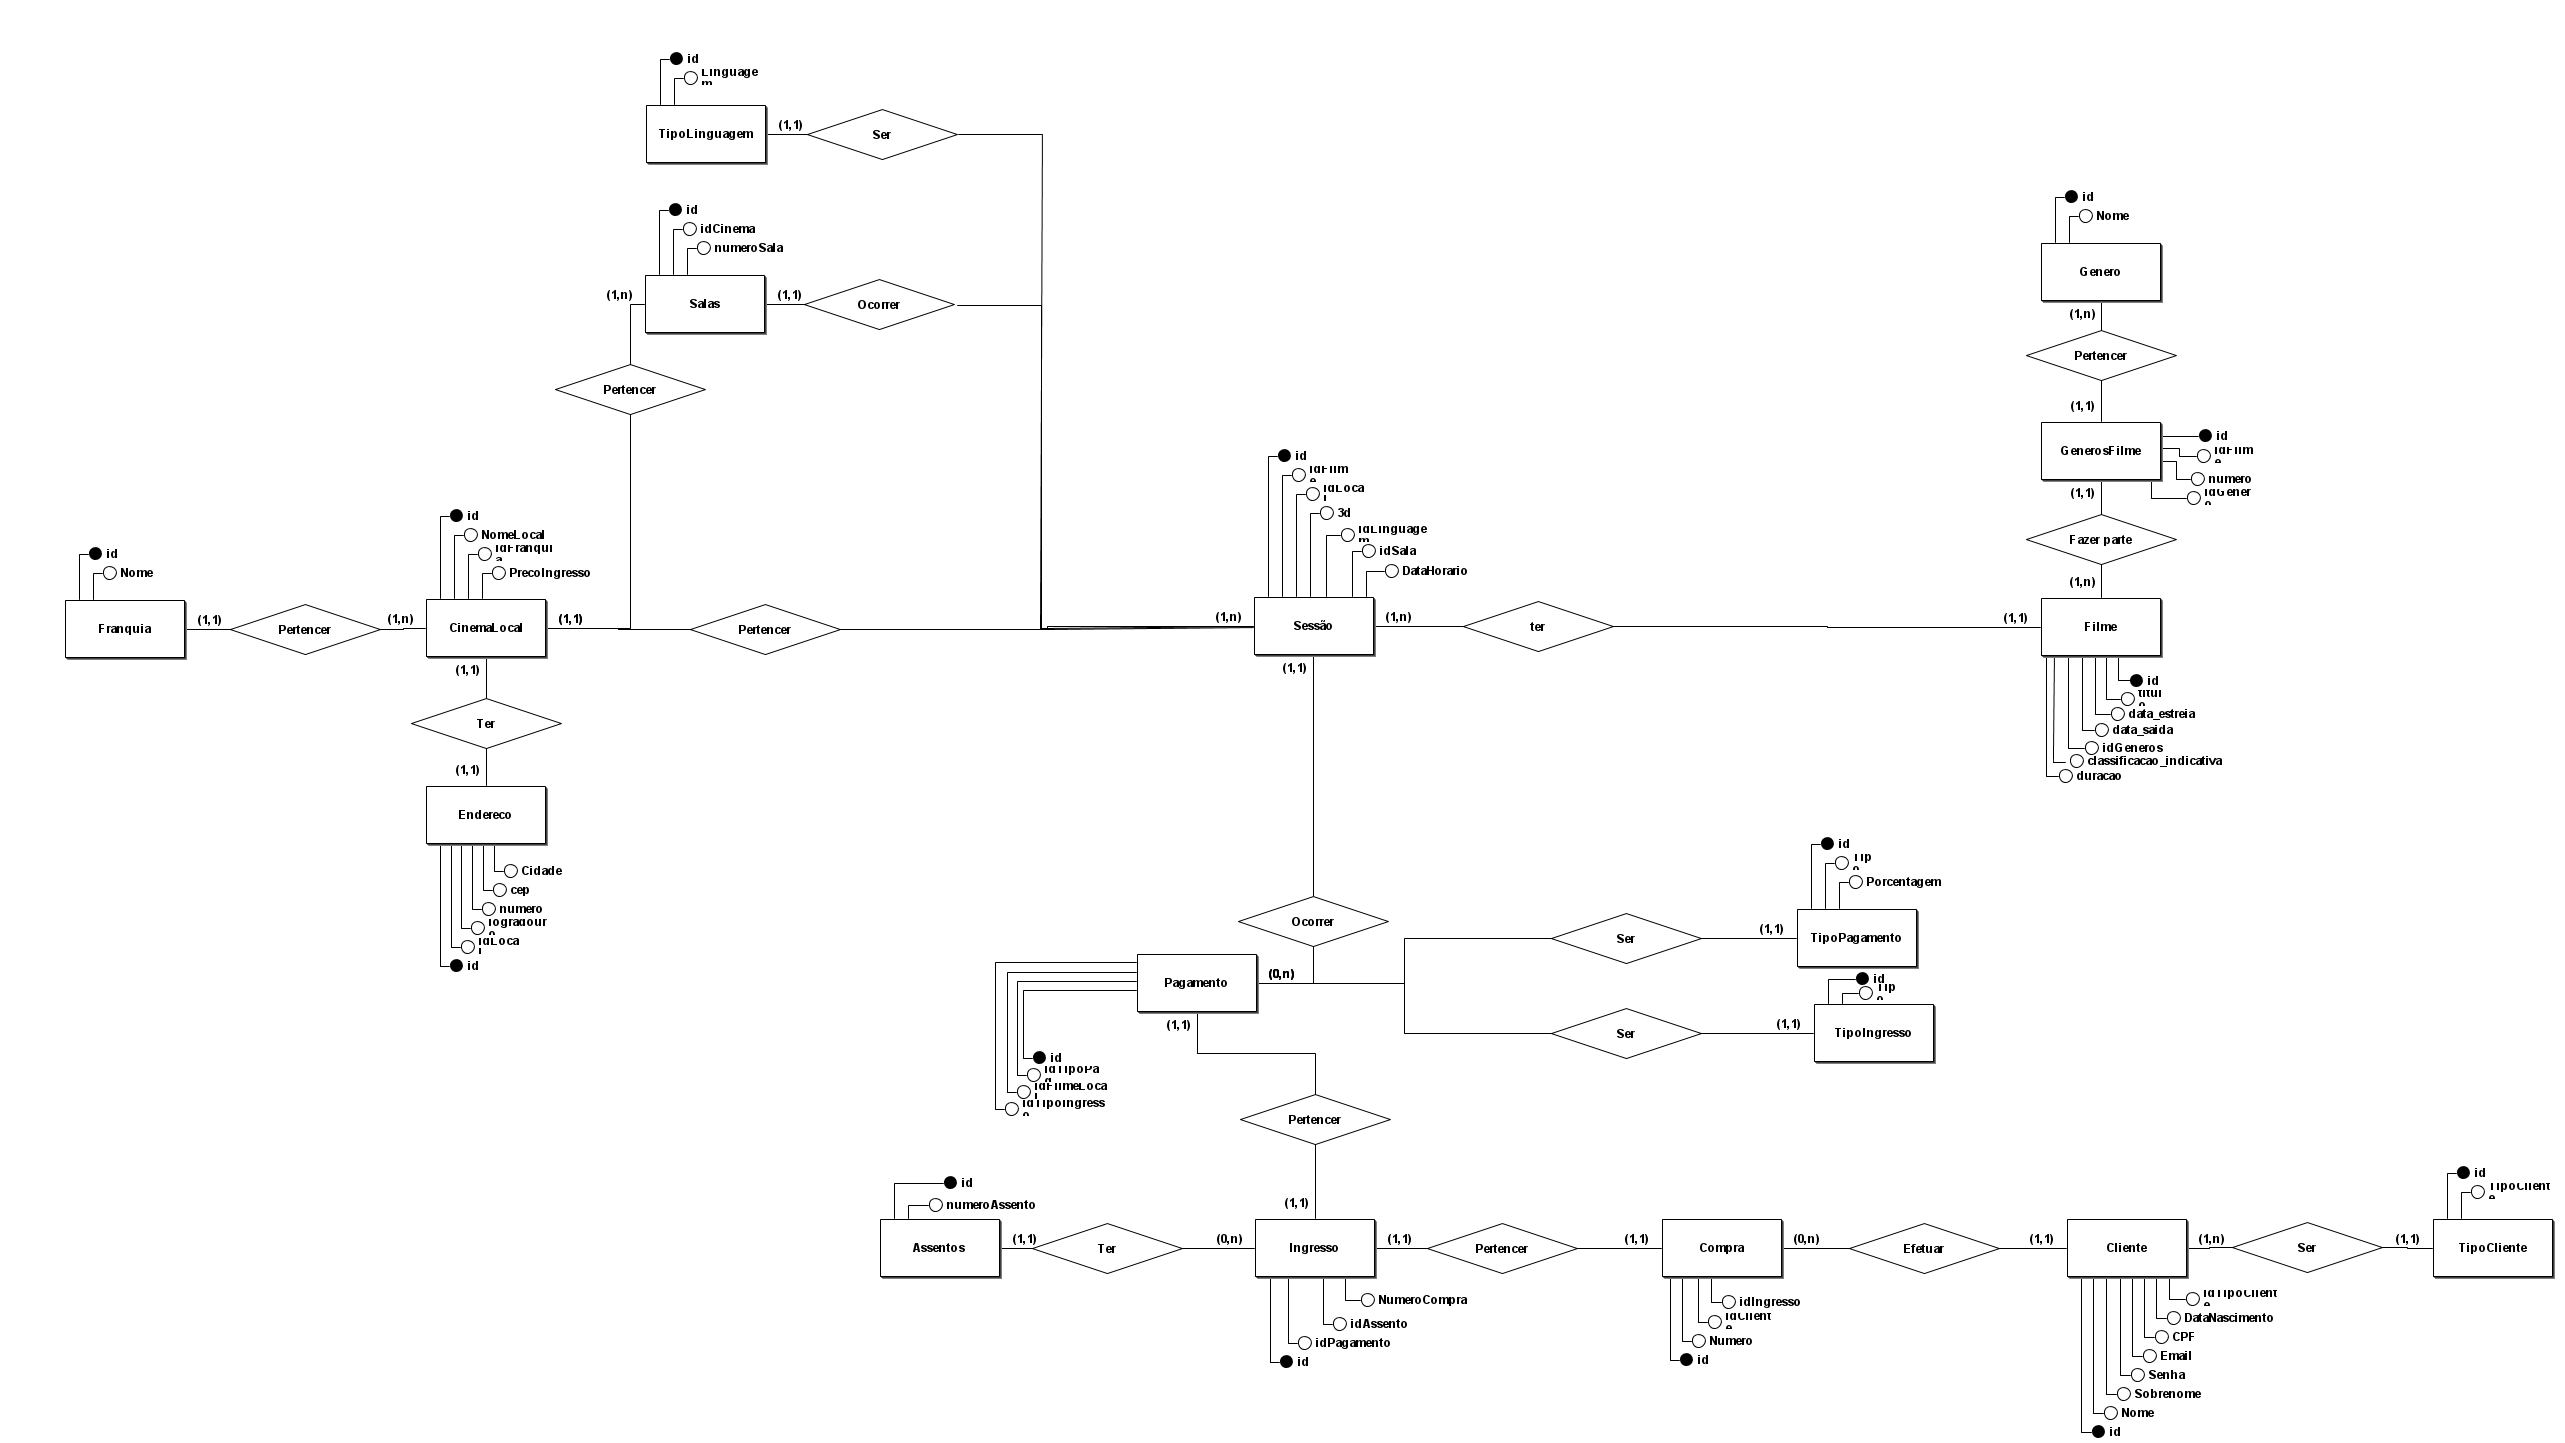 id
Linguagem
TipoLinguagem
(1,1)
Ser
id
idCinema
numeroSala
(1,n)
Salas
(1,1)
Ocorrer
Pertencer
id
Nome
Genero
(1,n)
Pertencer
(1,1)
GenerosFilme
id
idFilme
numero
idGenero
(1,1)
Fazer parte
(1,n)
id
Nome
Franquia
(1,1)
Pertencer
(1,n)
id
NomeLocal
idFranquia
PrecoIngresso
CinemaLocal
(1,1)
Pertencer
(1,n)
id
idFilme
idLocal
3d
idLinguagem
idSala
DataHorario
Sessão
(1,n)
ter
(1,1)
Filme
id
titulo
data_estreia
data_saida
idGeneros
classificacao_indicativa
duracao
(1,1)
Ter
(1,1)
Endereco
Cidade
cep
numero
logradouro
idLocal
id
(1,1)
Ocorrer
Pagamento
(0,n)
id
idTipoPag
idFilmeLocal
idTipoIngresso
Ser
(1,1)
id
Tipo
Porcentagem
TipoPagamento
Ser
(1,1)
id
Tipo
TipoIngresso
(1,1)
Pertencer
(1,1)
id
numeroAssento
Assentos
(1,1)
Ter
(0,n)
Ingresso
NumeroCompra
idAssento
idPagamento
id
(1,1)
Pertencer
(1,1)
Compra
idIngresso
idCliente
Numero
id
(0,n)
Efetuar
(1,1)
Cliente
idTipoCliente
DataNascimento
CPF
Email
Senha
Sobrenome
Nome
id
(1,n)
Ser
(1,1)
id
TipoCliente
TipoCliente